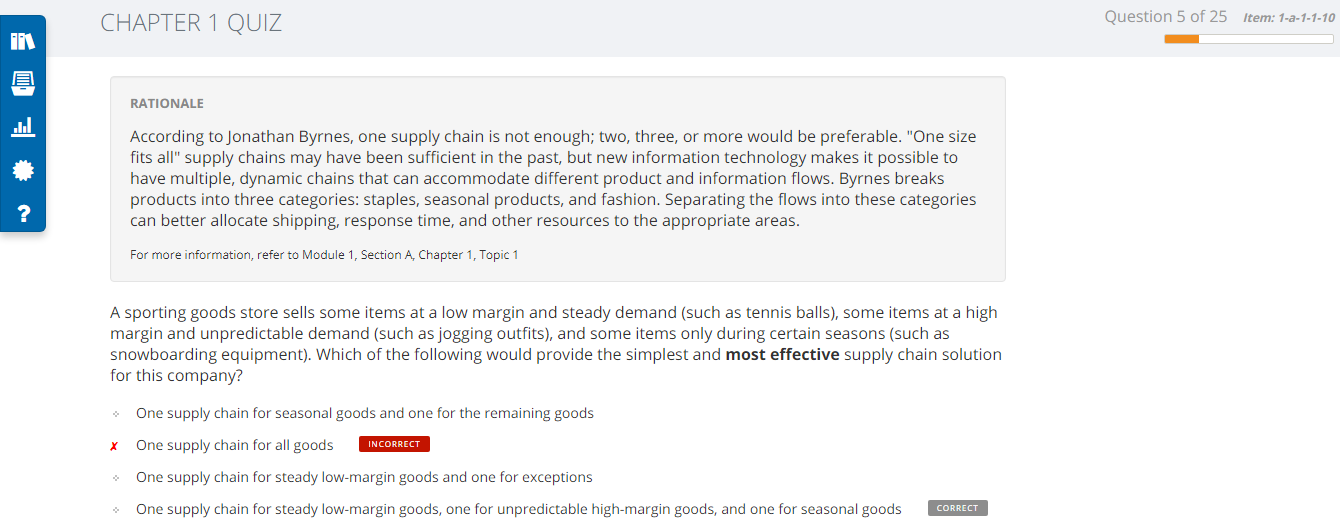 CHAPTER 1 QUIZ
Question 5 of 25 Item: 1-a-1-1-10
RATIONALE
According to Jonathan Byrnes, one supply chain is not enough; two, three, or more would be preferable. "One size
fits all" supply chains may have been sufficient in the past, but new information technology makes it possible to
have multiple, dynamic chains that can accommodate different product and information flows. Byrnes breaks
products into three categories: staples, seasonal products, and fashion. Separating the flows into these categories
can better allocate shipping, response time, and other resources to the appropriate areas.
For more information, refer to Module 1, Section A, Chapter 1, Topic 1
A sporting goods store sells some items at a low margin and steady demand (such as tennis balls), some items at a high
margin and unpredictable demand (such as jogging outfits), and some items only during certain seasons (such as
snowboarding equipment). Which of the following would provide the simplest and most effective supply chain solution
for this company?
One supply chain for seasonal goods and one for the remaining goods
One supply chain for all goods INCORRECT
One supply chain for steady low-margin goods and one for exceptions
One supply chain for steady low-margin goods, one for unpredictable high-margin goods, and one for seasonal goods CORRECT
?